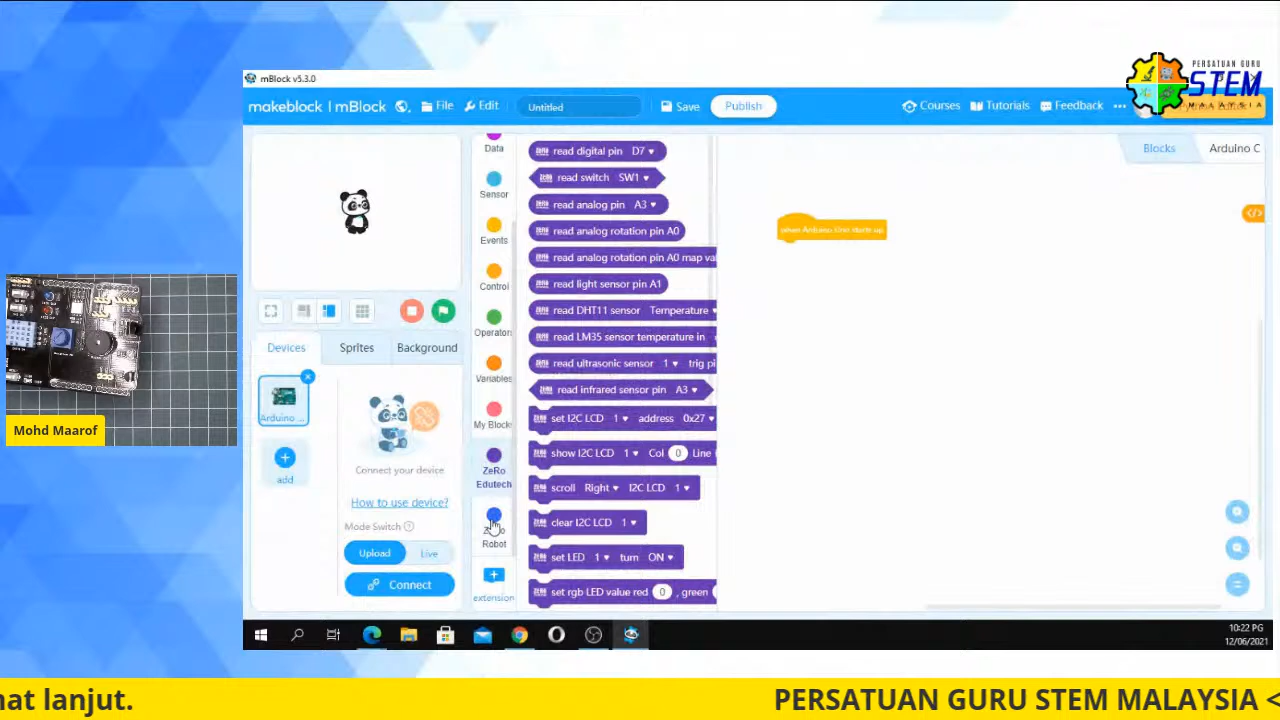 PERSATUAN GURU
STEM
MALAYSIA
mBlock v5.3.0
makeblock | mBlock
File
Edit
Untitled
Save
Publish
Courses
Tutorials
Feedback
Blocks
Arduino C
Data
Sensor
Events
Control
Operators
Variables
My Blocks
ZeRo
Edutech
Robot
extension
read digital pin D7
read switch SW1
read analog pin A3
read analog rotation pin A0
read analog rotation pin A0 map
read light sensor pin A1
read DHT11 sensor Temperature
read LM35 sensor temperature in
read ultrasonic sensor 1 trig
read infrared sensor pin A3
set I2C LCD 1 address 0x27
show I2C LCD 1 Col 0 Line
scroll Right I2C LCD 1
clear I2C LCD 1
set LED 1 turn ON
set rgb LED value red 0 , green
when Arduino Uno starts up
Devices
Sprites
Background
Arduino ...
add
Connect your device
How to use device?
Mode Switch
Upload
Live
Connect
Mohd Maarof
10:22 PG
12/06/2021
hat lanjut.
PERSATUAN GURU STEM MALAYSIA <